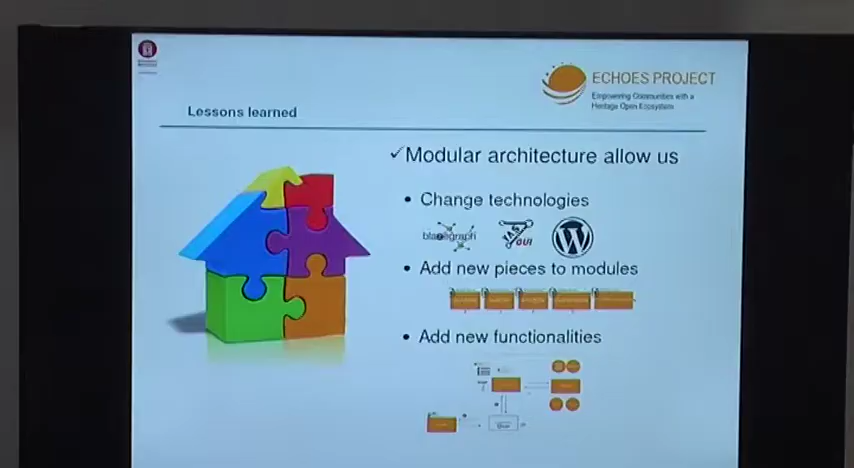 ECHOES PROJECT
Empowering Communities with a
Heritage Open Ecosystem
Lessons learned
✓Modular architecture allow us
• Change technologies
blazegraph
GUI
W
• Add new pieces to modules
• Add new functionalities